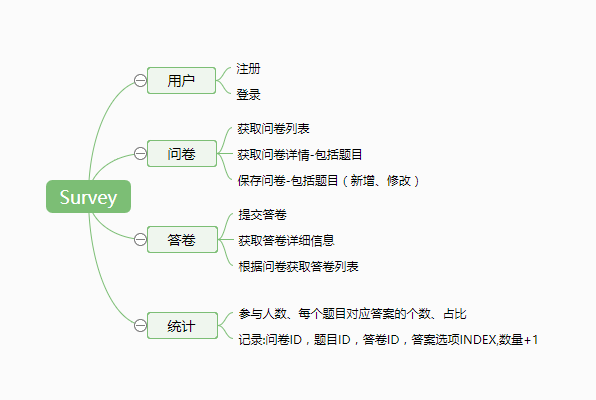 Survey
用户
注册
登录
问卷
获取问卷列表
获取问卷详情-包括题目
保存问卷-包括题目（新增、修改）
答卷
提交答卷
获取答卷详细信息
根据问卷获取答卷列表
统计
参与人数、每个题目对应答案的个数、占比
记录:问卷ID，题目ID，答卷ID，答案选项INDEX,数量+1